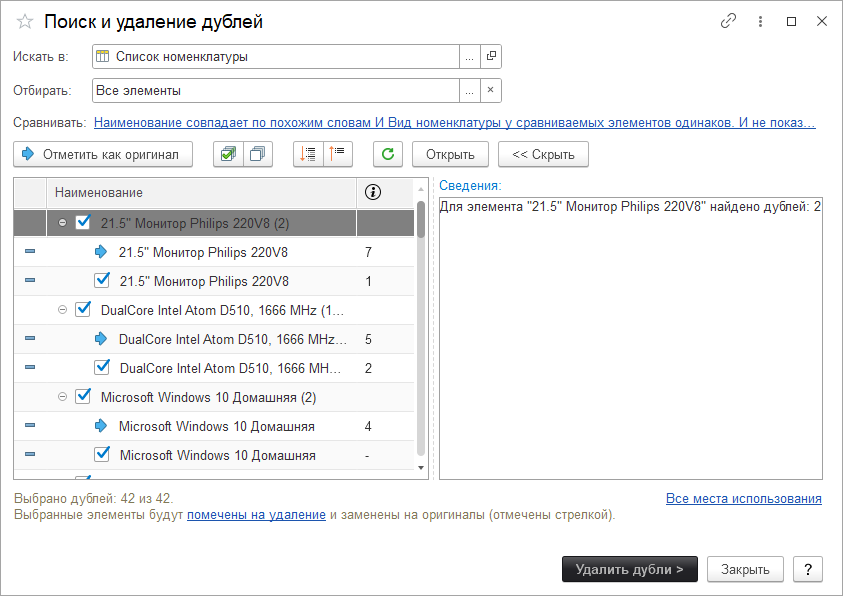 Поиск и удаление дублей
Искать в: Список номенклатуры ...
Отбирать: Все элементы ... ×
Сравнивать: Наименование совпадает по похожим словам И Вид номенклатуры у сравниваемых элементов одинаков. И не показ...
Отметить как оригинал Открыть << Скрыть
Наименование
Сведения:
21.5" Монитор Philips 220V8 (2)
Для элемента "21.5" Монитор Philips 220V8" найдено дублей: 2
21.5" Монитор Philips 220V8 7
21.5" Монитор Philips 220V8 1
DualCore Intel Atom D510, 1666 MHz (1...
DualCore Intel Atom D510, 1666 MHz... 5
DualCore Intel Atom D510, 1666 MH... 2
Microsoft Windows 10 Домашняя (2)
Microsoft Windows 10 Домашняя 4
Microsoft Windows 10 Домашняя -
Выбрано дублей: 42 из 42.
Все места использования
Выбранные элементы будут помечены на удаление и заменены на оригиналы (отмечены стрелкой).
Удалить дубли > Закрыть ?